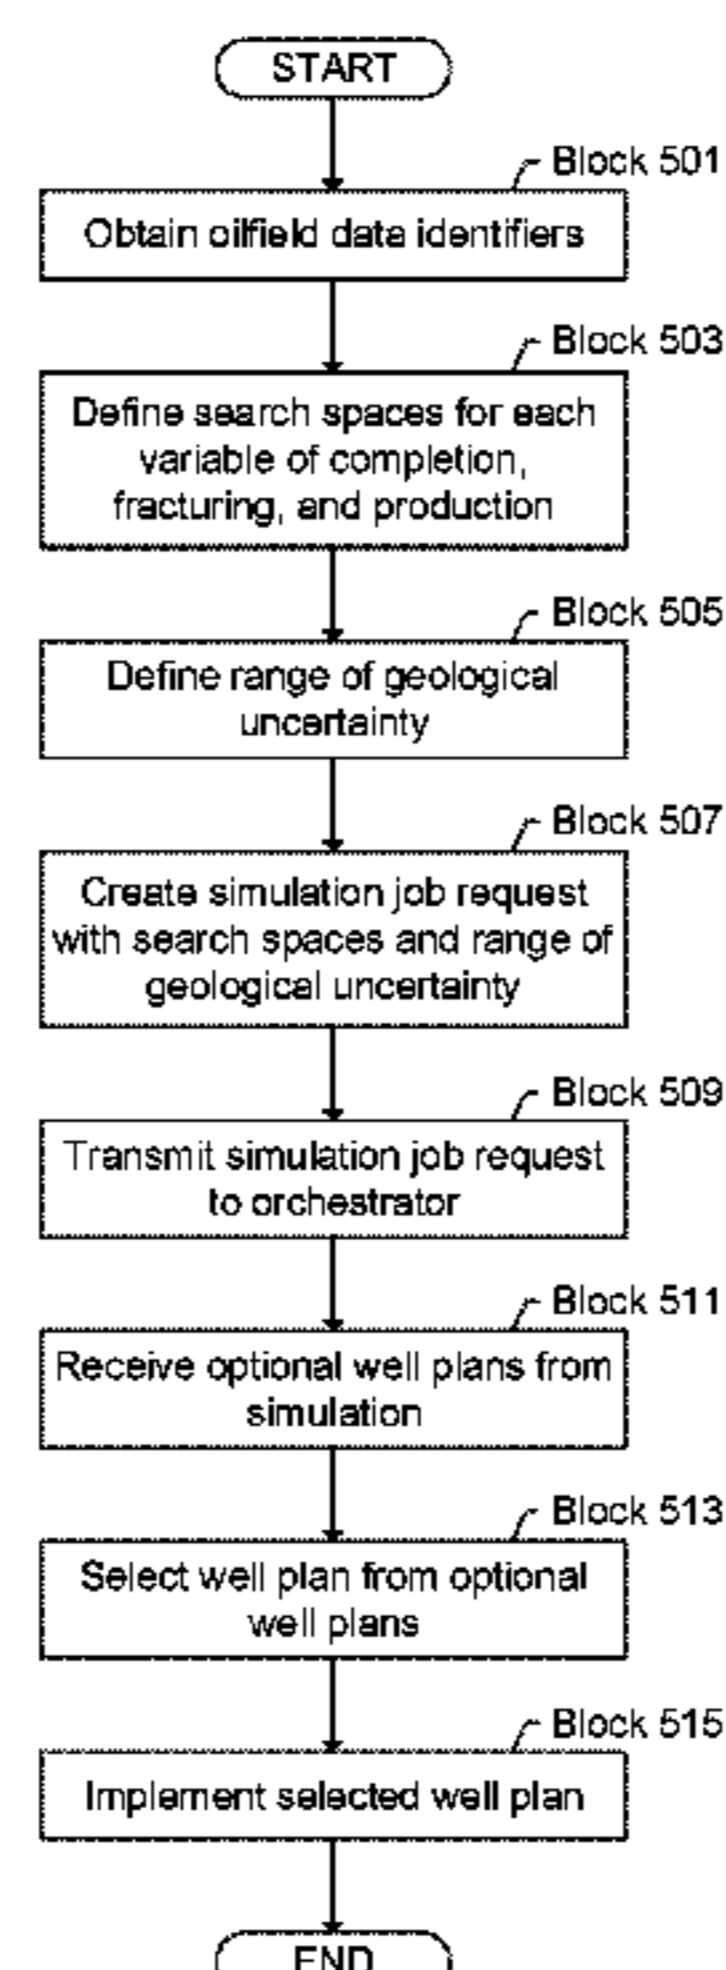 START
Block 501
Obtain oilfield data identifiers
Block 503
Define search spaces for each
variable of completion,
fracturing, and production
Block 505
Define range of geological
uncertainty
Block 507
Create simulation job request
with search spaces and range of
geological uncertainty
Block 509
Transmit simulation job request
to orchestrator
Block 511
Receive optional well plans from
simulation
Block 513
Select well plan from optional
well plans
Block 515
Implement selected well plan
END